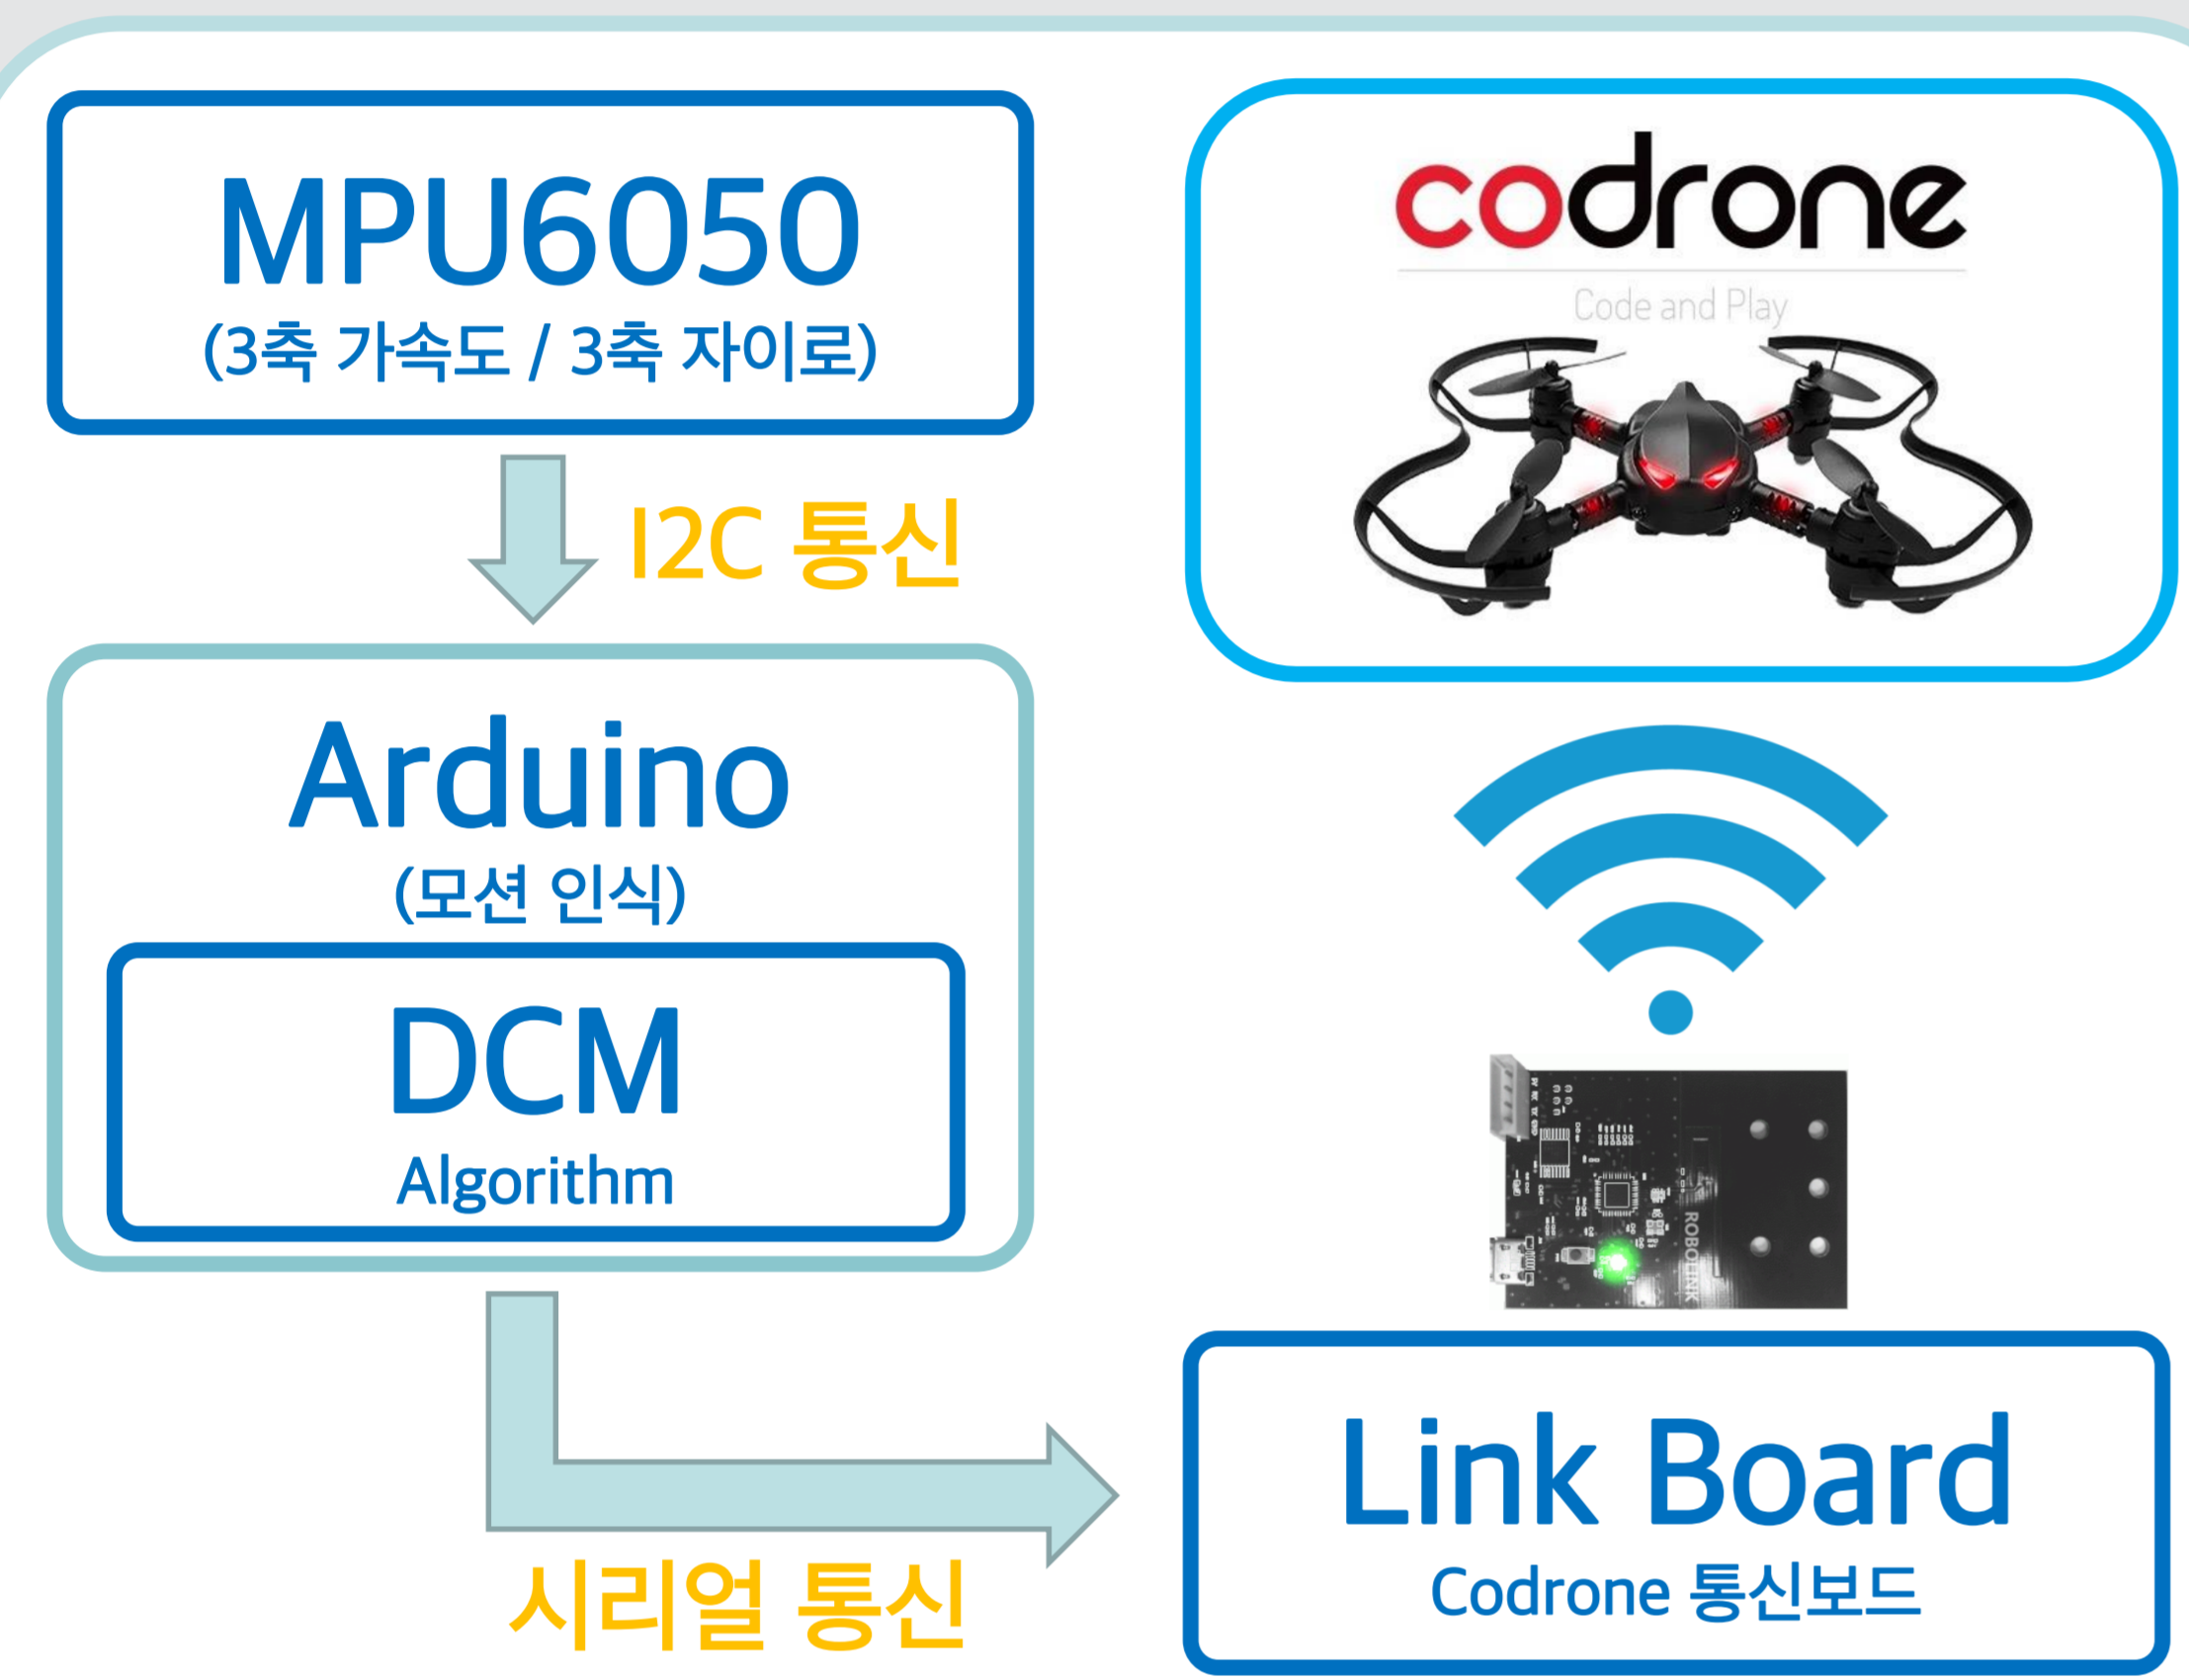 MPU6050
(3축 가속도 / 3축 자이로)
I2C 통신
Arduino
(모션 인식)
DCM
Algorithm
시리얼 통신
codrone
Code and Play
ROBOLINK
Link Board
Codrone 통신보드